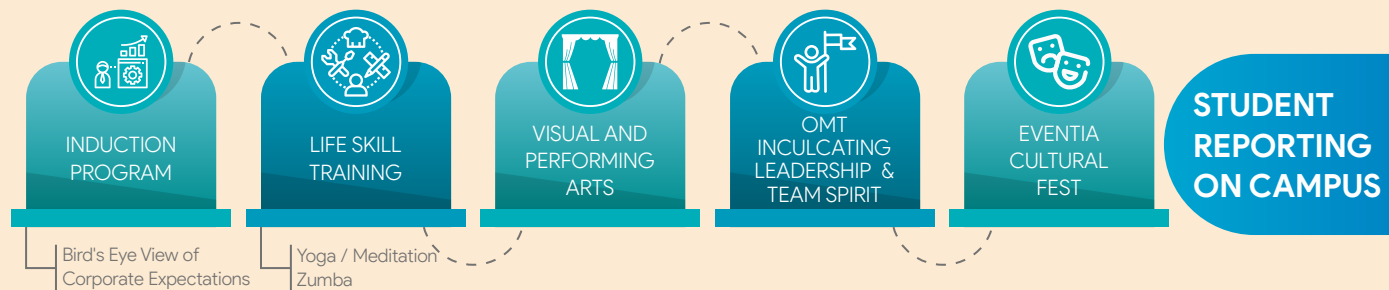 INDUCTION
PROGRAM
LIFE SKILL
TRAINING
VISUAL AND
PERFORMING
ARTS
OMT
INCULCATING
LEADERSHIP &
TEAM SPIRIT
EVENTIA
CULTURAL
FEST
STUDENT
REPORTING
ON CAMPUS
Bird's Eye View of
Corporate Expectations
Yoga / Meditation
Zumba